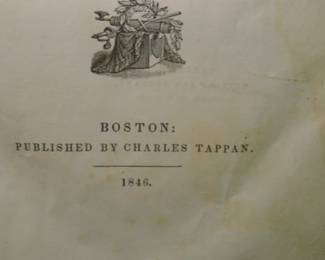 BOSTON:
PUBLISHED BY CHARLES TAPPAN.
1846.